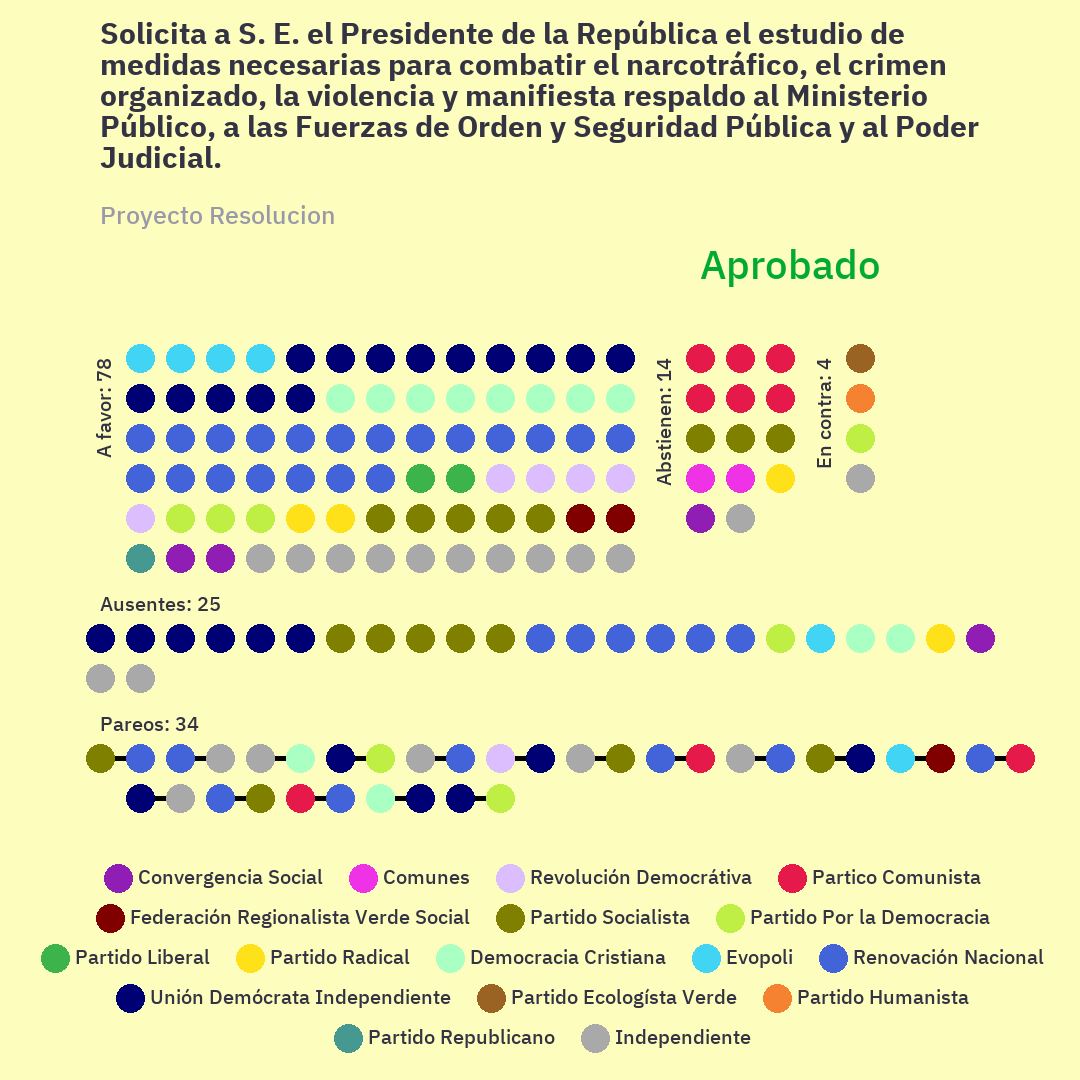 Solicita a S. E. el Presidente de la República el estudio de
medidas necesarias para combatir el narcotráfico, el crimen
organizado, la violencia y manifiesta respaldo al Ministerio
Público, a las Fuerzas de Orden y Seguridad Pública y al Poder
Judicial.
Proyecto Resolucion
Aprobado
A favor: 78
Abstienen: 14
En contra: 4
Ausentes: 25
Pareos: 34
Convergencia Social
Comunes
Revolución Democrátiva
Partico Comunista
Federación Regionalista Verde Social
Partido Socialista
Partido Por la Democracia
Partido Liberal
Partido Radical
Democracia Cristiana
Evopoli
Renovación Nacional
Unión Demócrata Independiente
Partido Ecologísta Verde
Partido Humanista
Partido Republicano
Independiente